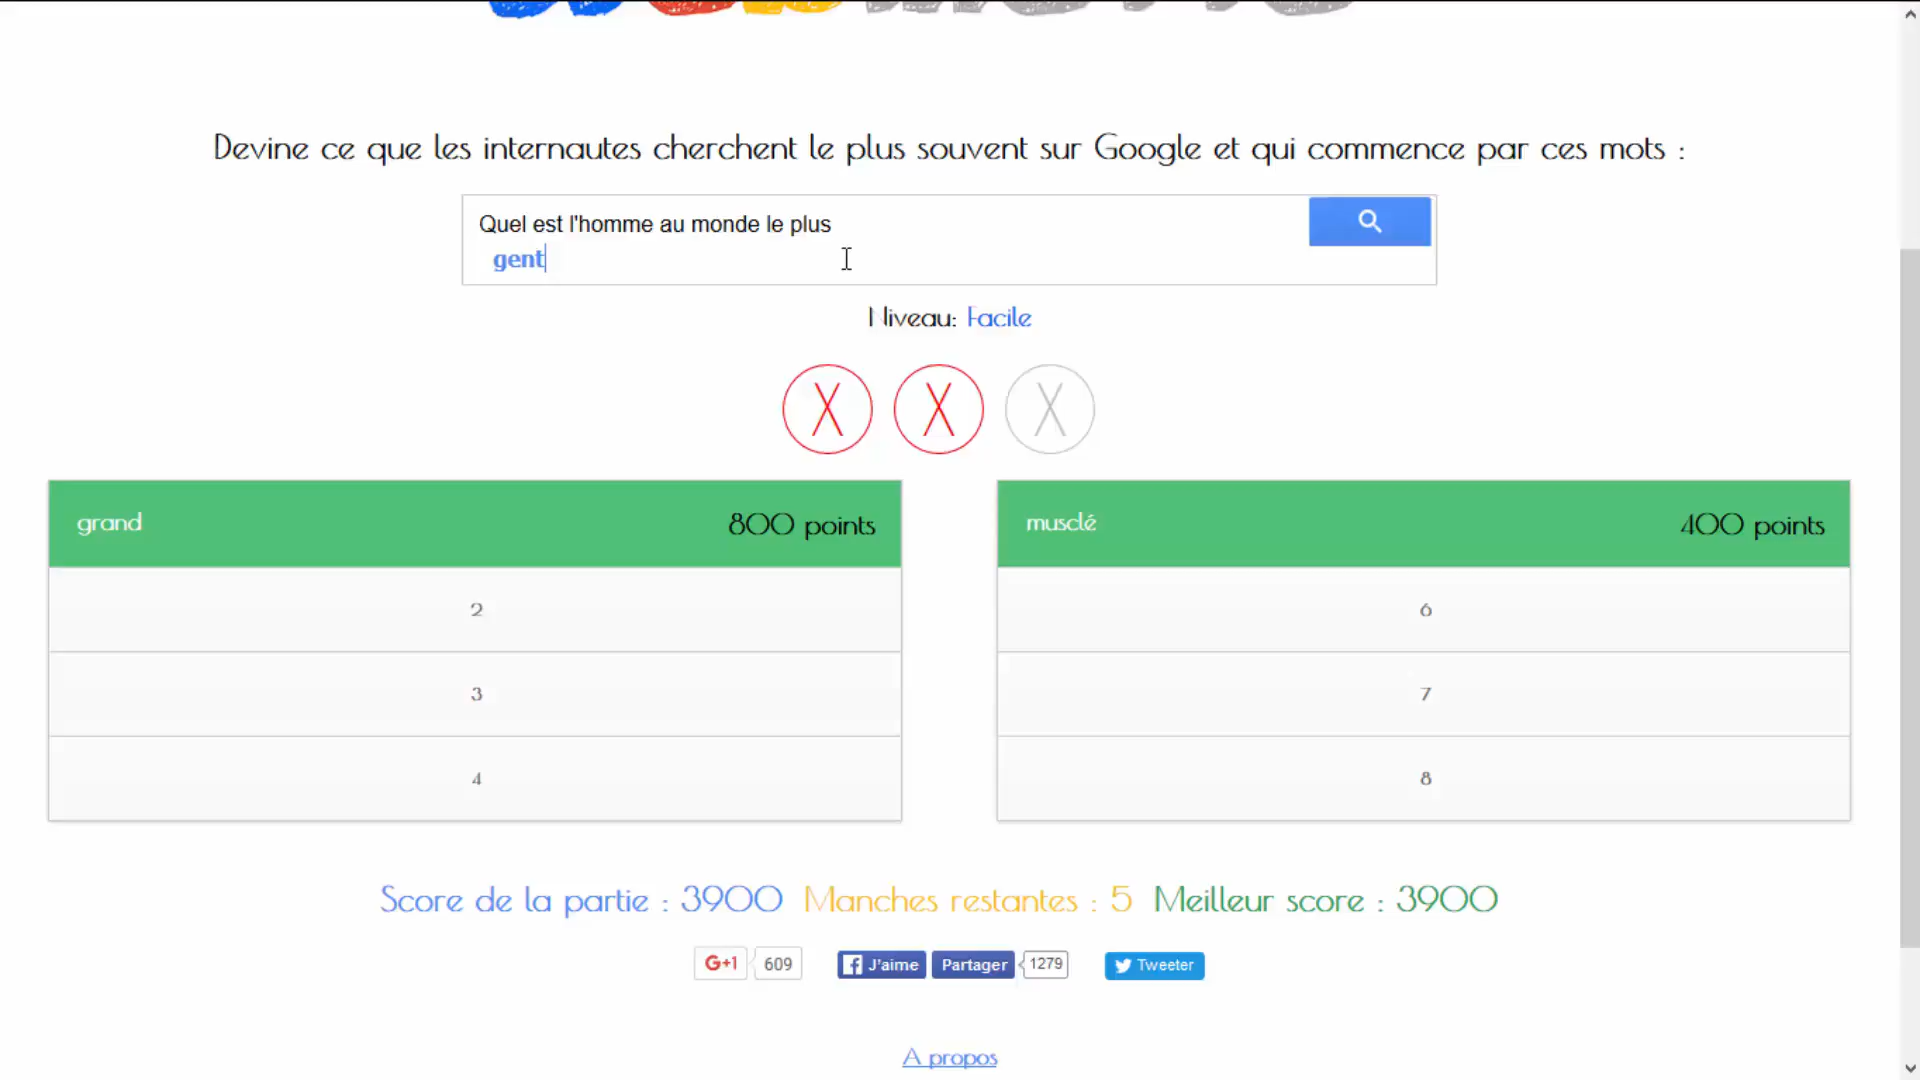 Devine ce que les internautes cherchent le plus souvent sur Google et qui commence par ces mots :
Quel est l'homme au monde le plus
gent
Niveau: Facile
X X X
grand 800 points
2
3
4
musclé 400 points
6
7
8
Score de la partie : 3900 Manches restantes : 5 Meilleur score : 3900
G+1 609 J'aime Partager 1279 Tweeter
A propos